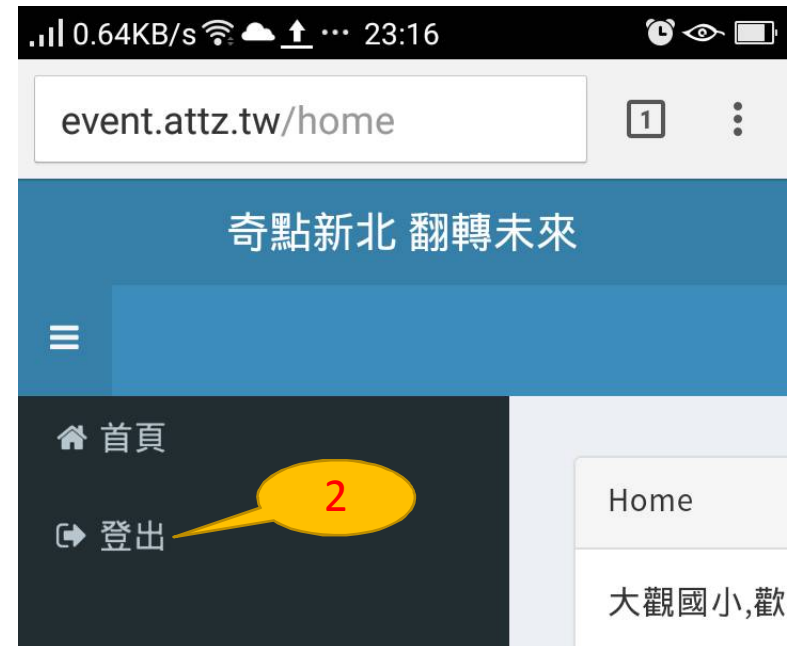 0.64KB/s ... 23:16
event.attz.tw/home
1
奇點新北 翻轉未來
首頁
2
登出
Home
大觀國小,歡